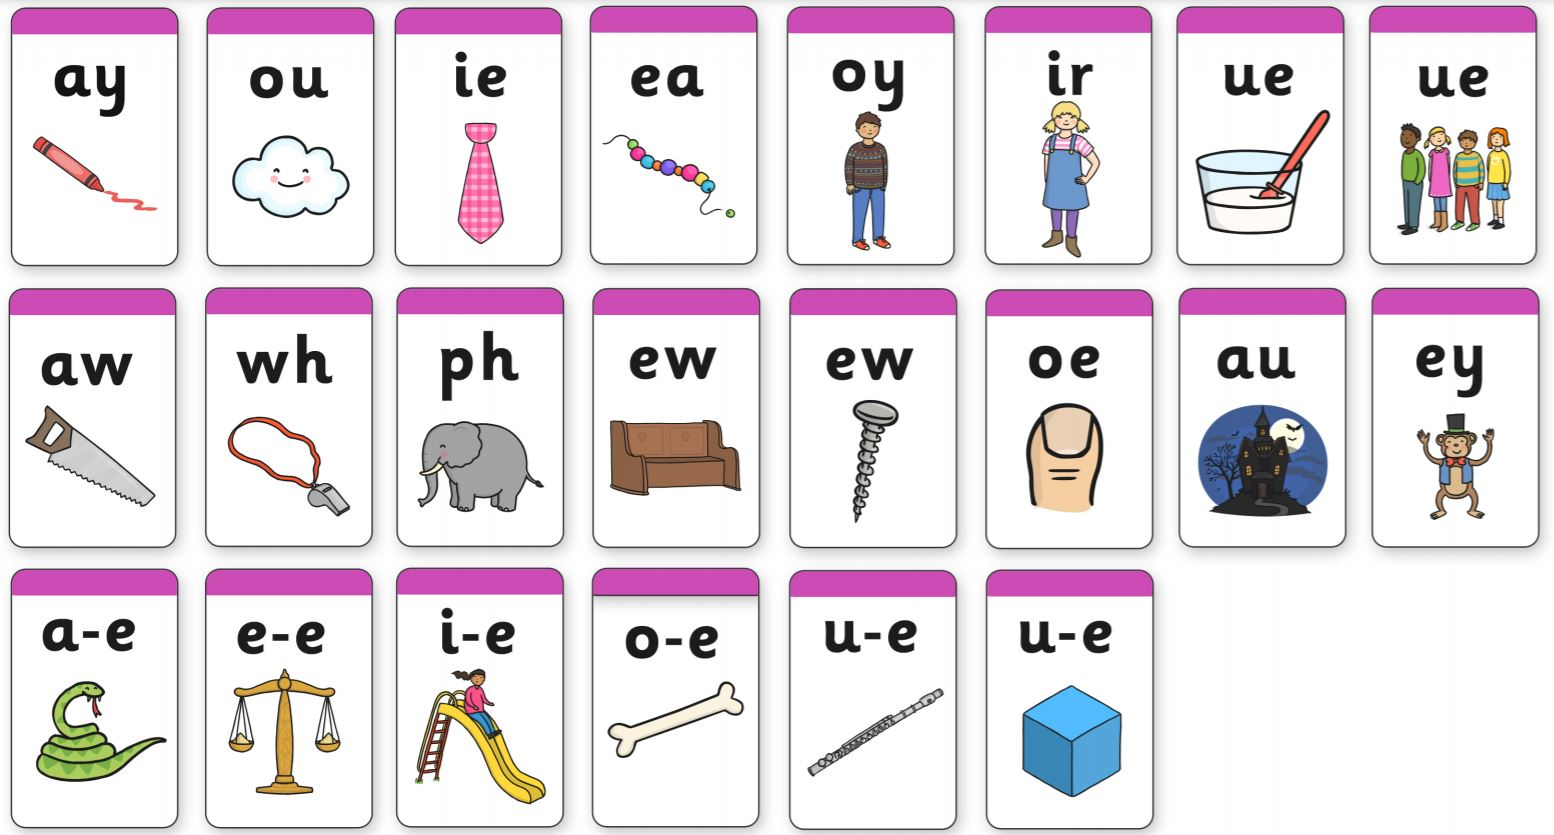 ay ou ie ea oy ir ue ue
aw wh ph ew ew oe au ey
a-e e-e i-e o-e u-e u-e